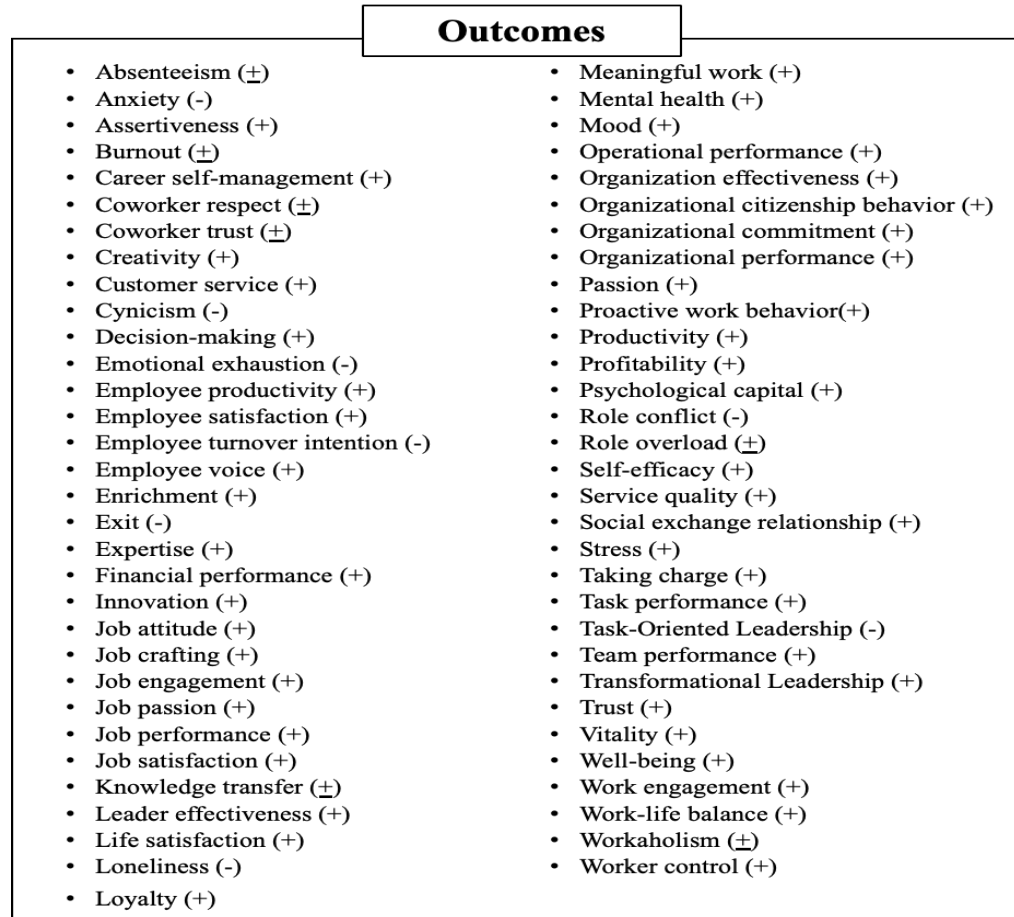 Outcomes
• Absenteeism (±)
• Anxiety (-)
• Assertiveness (+)
• Burnout (±)
• Career self-management (+)
• Coworker respect (±)
• Coworker trust (±)
• Creativity (+)
• Customer service (+)
• Cynicism (-)
• Decision-making (+)
• Emotional exhaustion (-)
• Employee productivity (+)
• Employee satisfaction (+)
• Employee turnover intention (-)
• Employee voice (+)
• Enrichment (+)
• Exit (-)
• Expertise (+)
• Financial performance (+)
• Innovation (+)
• Job attitude (+)
• Job crafting (+)
• Job engagement (+)
• Job passion (+)
• Job performance (+)
• Job satisfaction (+)
• Knowledge transfer (±)
• Leader effectiveness (+)
• Life satisfaction (+)
• Loneliness (-)
• Loyalty (+)
• Meaningful work (+)
• Mental health (+)
• Mood (+)
• Operational performance (+)
• Organization effectiveness (+)
• Organizational citizenship behavior (+)
• Organizational commitment (+)
• Organizational performance (+)
• Passion (+)
• Proactive work behavior(+)
• Productivity (+)
• Profitability (+)
• Psychological capital (+)
• Role conflict (-)
• Role overload (±)
• Self-efficacy (+)
• Service quality (+)
• Social exchange relationship (+)
• Stress (+)
• Taking charge (+)
• Task performance (+)
• Task-Oriented Leadership (-)
• Team performance (+)
• Transformational Leadership (+)
• Trust (+)
• Vitality (+)
• Well-being (+)
• Work engagement (+)
• Work-life balance (+)
• Workaholism (±)
• Worker control (+)